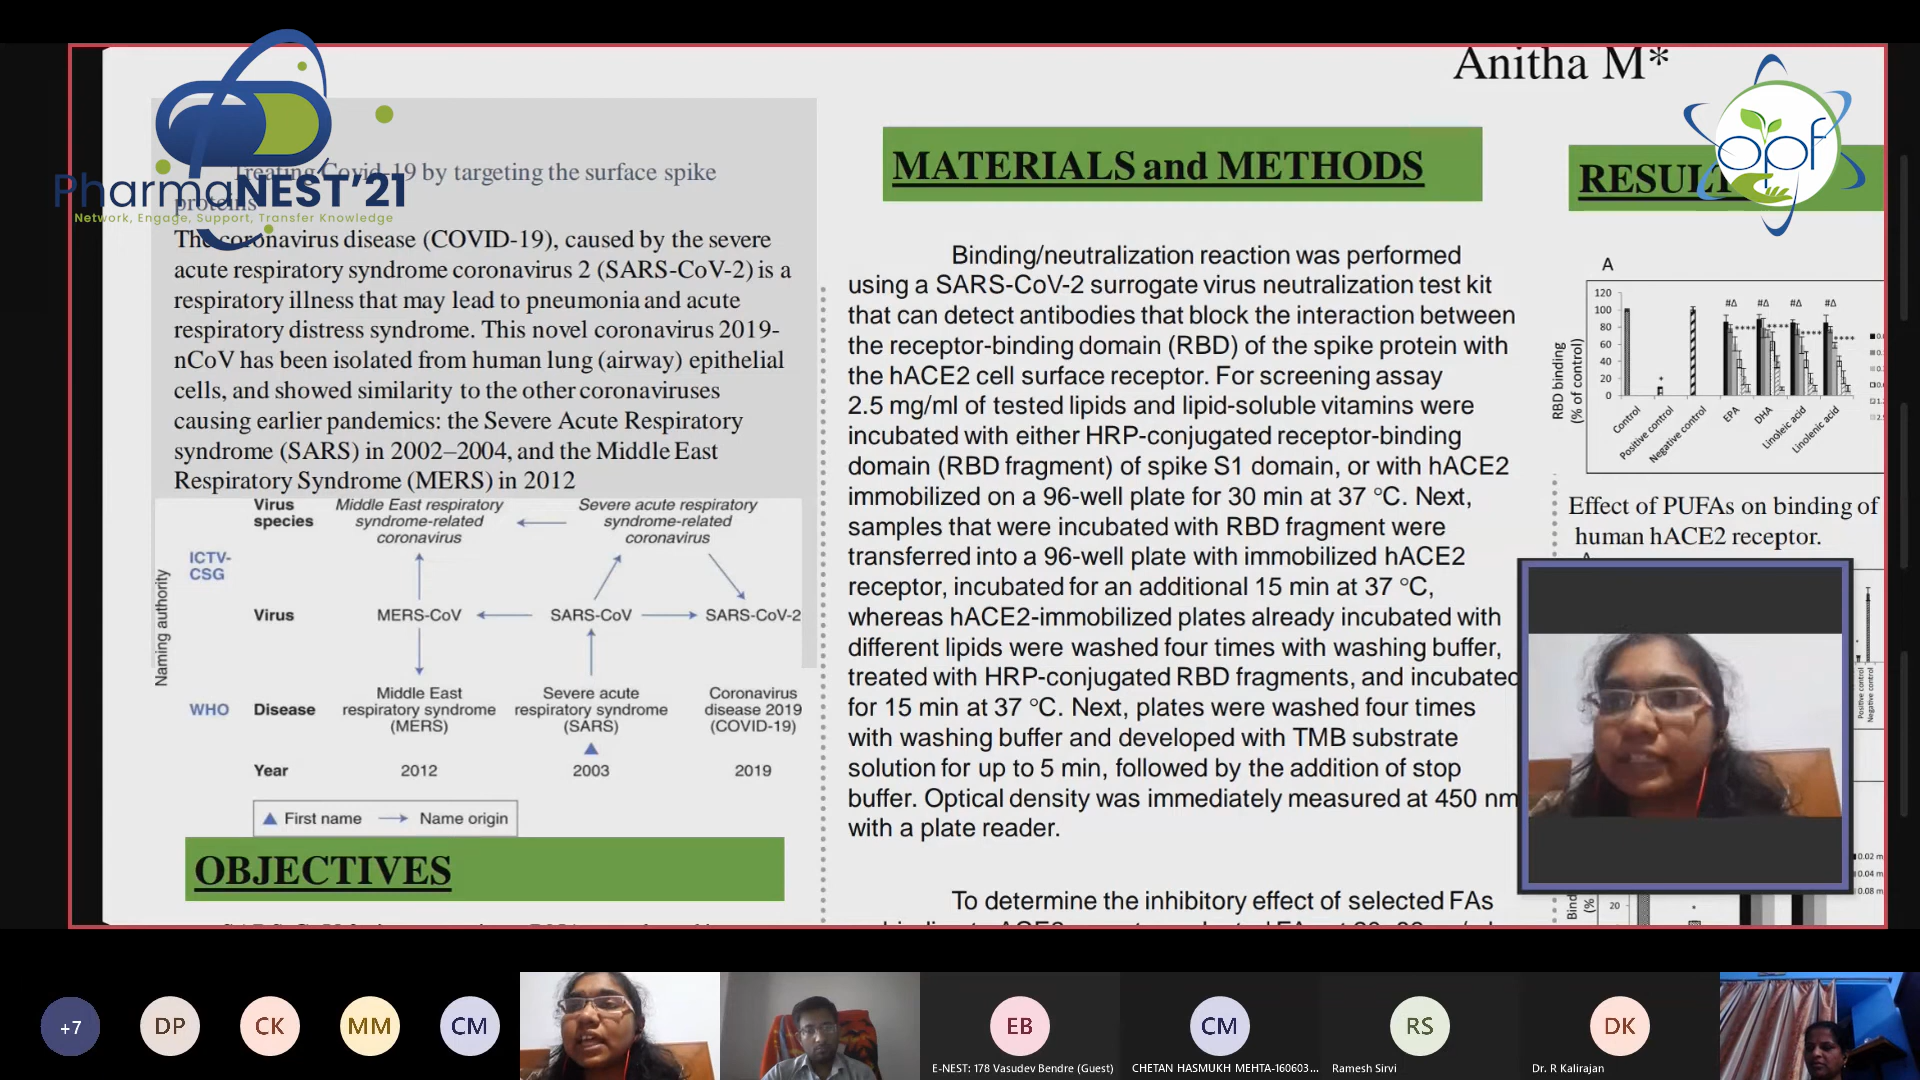 Anitha M*
PharmaNEST'21
Network, Engage, Support, Transfer Knowledge
opf
Treating Covid-19 by targeting the surface spike
proteins
The coronavirus disease (COVID-19), caused by the severe
acute respiratory syndrome coronavirus 2 (SARS-CoV-2) is a
respiratory illness that may lead to pneumonia and acute
respiratory distress syndrome. This novel coronavirus 2019-
nCoV has been isolated from human lung (airway) epithelial
cells, and showed similarity to the other coronaviruses
causing earlier pandemics: the Severe Acute Respiratory
syndrome (SARS) in 2002–2004, and the Middle East
Respiratory Syndrome (MERS) in 2012
Naming authority
ICTV-
CSG
WHO
Virus
species
Middle East respiratory
syndrome-related
coronavirus
Severe acute respiratory
syndrome-related
coronavirus
Virus
MERS-CoV
SARS-CoV
SARS-CoV-2
Disease
Middle East
respiratory syndrome
(MERS)
Severe acute
respiratory syndrome
(SARS)
Coronavirus
disease 2019
(COVID-19)
Year
2012
2003
2019
First name
Name origin
OBJECTIVES
MATERIALS and METHODS
Binding/neutralization reaction was performed
using a SARS-CoV-2 surrogate virus neutralization test kit
that can detect antibodies that block the interaction between
the receptor-binding domain (RBD) of the spike protein with
the hACE2 cell surface receptor. For screening assay
2.5 mg/ml of tested lipids and lipid-soluble vitamins were
incubated with either HRP-conjugated receptor-binding
domain (RBD fragment) of spike S1 domain, or with hACE2
immobilized on a 96-well plate for 30 min at 37 °C. Next,
samples that were incubated with RBD fragment were
transferred into a 96-well plate with immobilized hACE2
receptor, incubated for an additional 15 min at 37 °C,
whereas hACE2-immobilized plates already incubated with
different lipids were washed four times with washing buffer,
treated with HRP-conjugated RBD fragments, and incubated
for 15 min at 37 °C. Next, plates were washed four times
with washing buffer and developed with TMB substrate
solution for up to 5 min, followed by the addition of stop
buffer. Optical density was immediately measured at 450 nm
with a plate reader.
To determine the inhibitory effect of selected FAs
RESULT
A
RBD binding
(% of control)
120
100
80
60
40
20
0
Control
Positive control
Negative control
EPA
DHA
Linoleic acid
Linolenic acid
Effect of PUFAs on binding of
human hACE2 receptor.
Positive control
Negative control
0.02 m
0.04 m
0.08 m
Bind
(%
20
+7
DP
CK
MM
CM
EB
E-NEST: 178 Vasudev Bendre (Guest)
CM
CHETAN HASMUKH MEHTA-160603...
RS
Ramesh Sirvi
DK
Dr. R Kalirajan